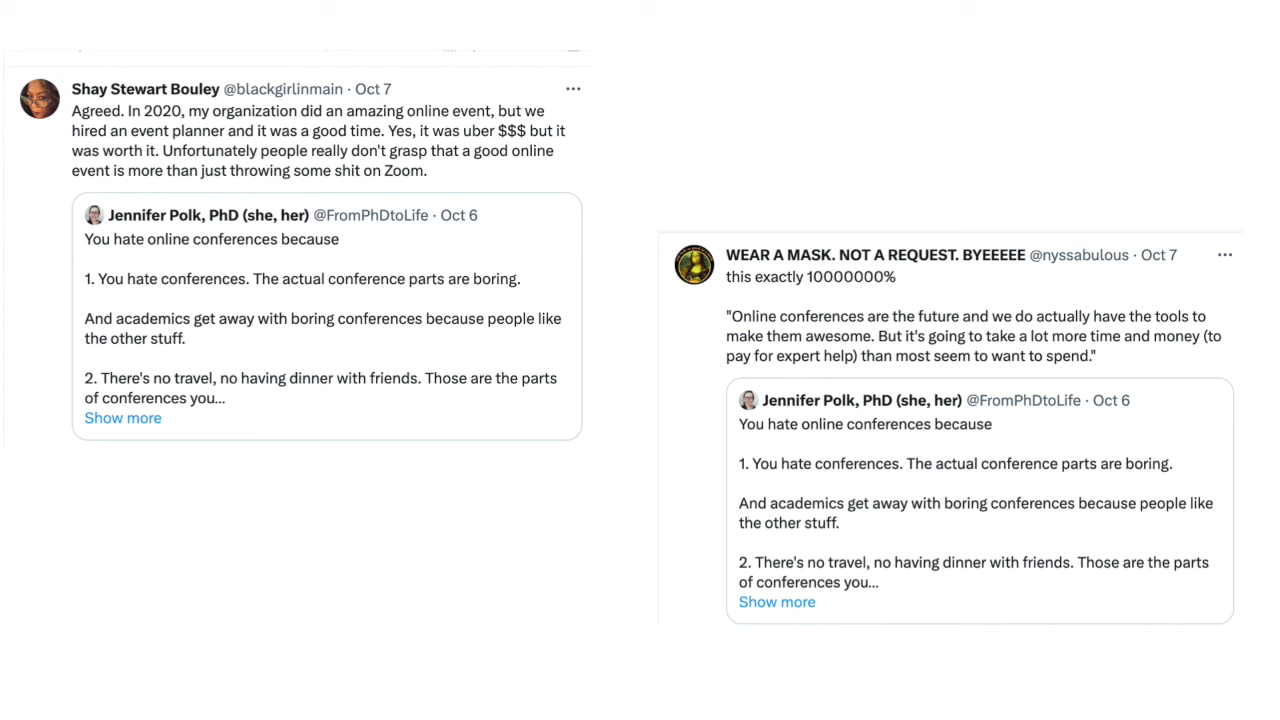 Shay Stewart Bouley @blackgirlinmain · Oct 7
Agreed. In 2020, my organization did an amazing online event, but we
hired an event planner and it was a good time. Yes, it was uber $$$ but it
was worth it. Unfortunately people really don't grasp that a good online
event is more than just throwing some shit on Zoom.
Jennifer Polk, PhD (she, her) @FromPhDtoLife · Oct 6
You hate online conferences because
1. You hate conferences. The actual conference parts are boring.
And academics get away with boring conferences because people like
the other stuff.
2. There's no travel, no having dinner with friends. Those are the parts
of conferences you...
Show more
WEAR A MASK. NOT A REQUEST. BYEEEEE @nyssabulous · Oct 7
this exactly 10000000%
"Online conferences are the future and we do actually have the tools to
make them awesome. But it's going to take a lot more time and money (to
pay for expert help) than most seem to want to spend."
Jennifer Polk, PhD (she, her) @FromPhDtoLife · Oct 6
You hate online conferences because
1. You hate conferences. The actual conference parts are boring.
And academics get away with boring conferences because people like
the other stuff.
2. There's no travel, no having dinner with friends. Those are the parts
of conferences you...
Show more